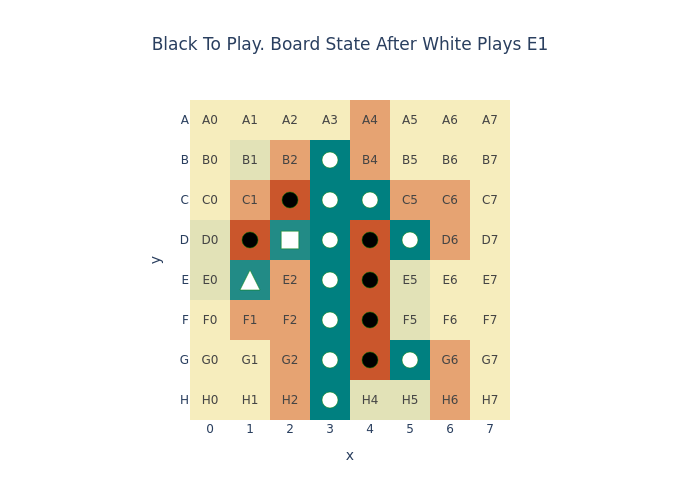 Black To Play. Board State After White Plays E1
A A0 A1 A2 A3 A4 A5 A6 A7
B B0 B1 B2 B4 B5 B6 B7
C C0 C1 C5 C6 C7
D D0 D6 D7
E E0 E2 E5 E6 E7
F F0 F1 F2 F5 F6 F7
G G0 G1 G2 G6 G7
H H0 H1 H2 H4 H5 H6 H7
0 1 2 3 4 5 6 7
x
y